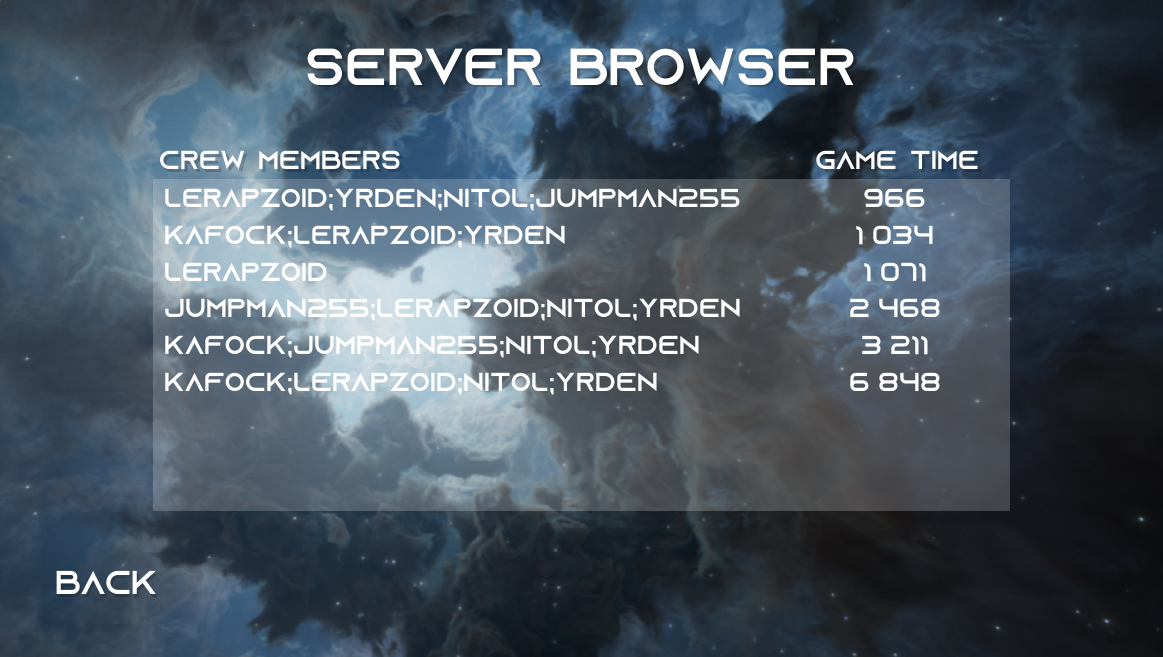 SERVER BROWSER
CREW MEMBERS GAME TIME
LERAPZOID;YRDEN;NITOL;JUMPMAN255 966
KAFOCK;LERAPZOID;YRDEN 1 034
LERAPZOID 1 071
JUMPMAN255;LERAPZOID;NITOL;YRDEN 2 468
KAFOCK;JUMPMAN255;NITOL;YRDEN 3 211
KAFOCK;LERAPZOID;NITOL;YRDEN 6 848
BACK